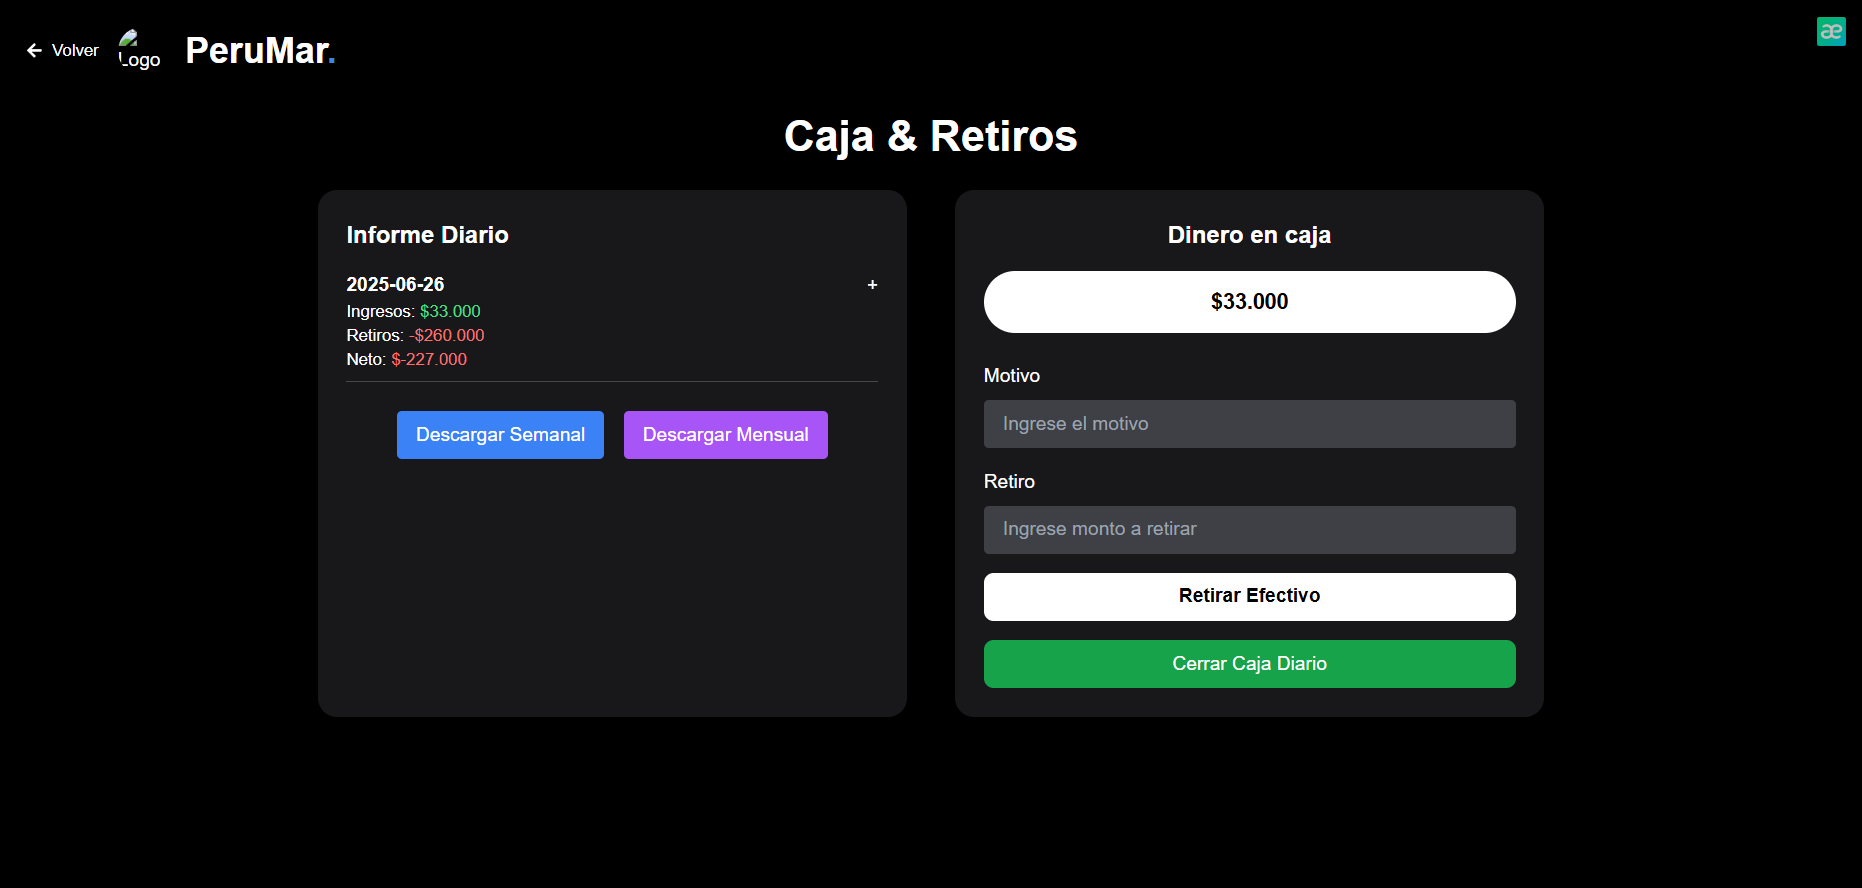 Volver
Logo
PeruMar.
æ
Caja & Retiros
Informe Diario
2025-06-26
+
Ingresos: $33.000
Retiros: -$260.000
Neto: $-227.000
Descargar Semanal
Descargar Mensual
Dinero en caja
$33.000
Motivo
Ingrese el motivo
Retiro
Ingrese monto a retirar
Retirar Efectivo
Cerrar Caja Diario